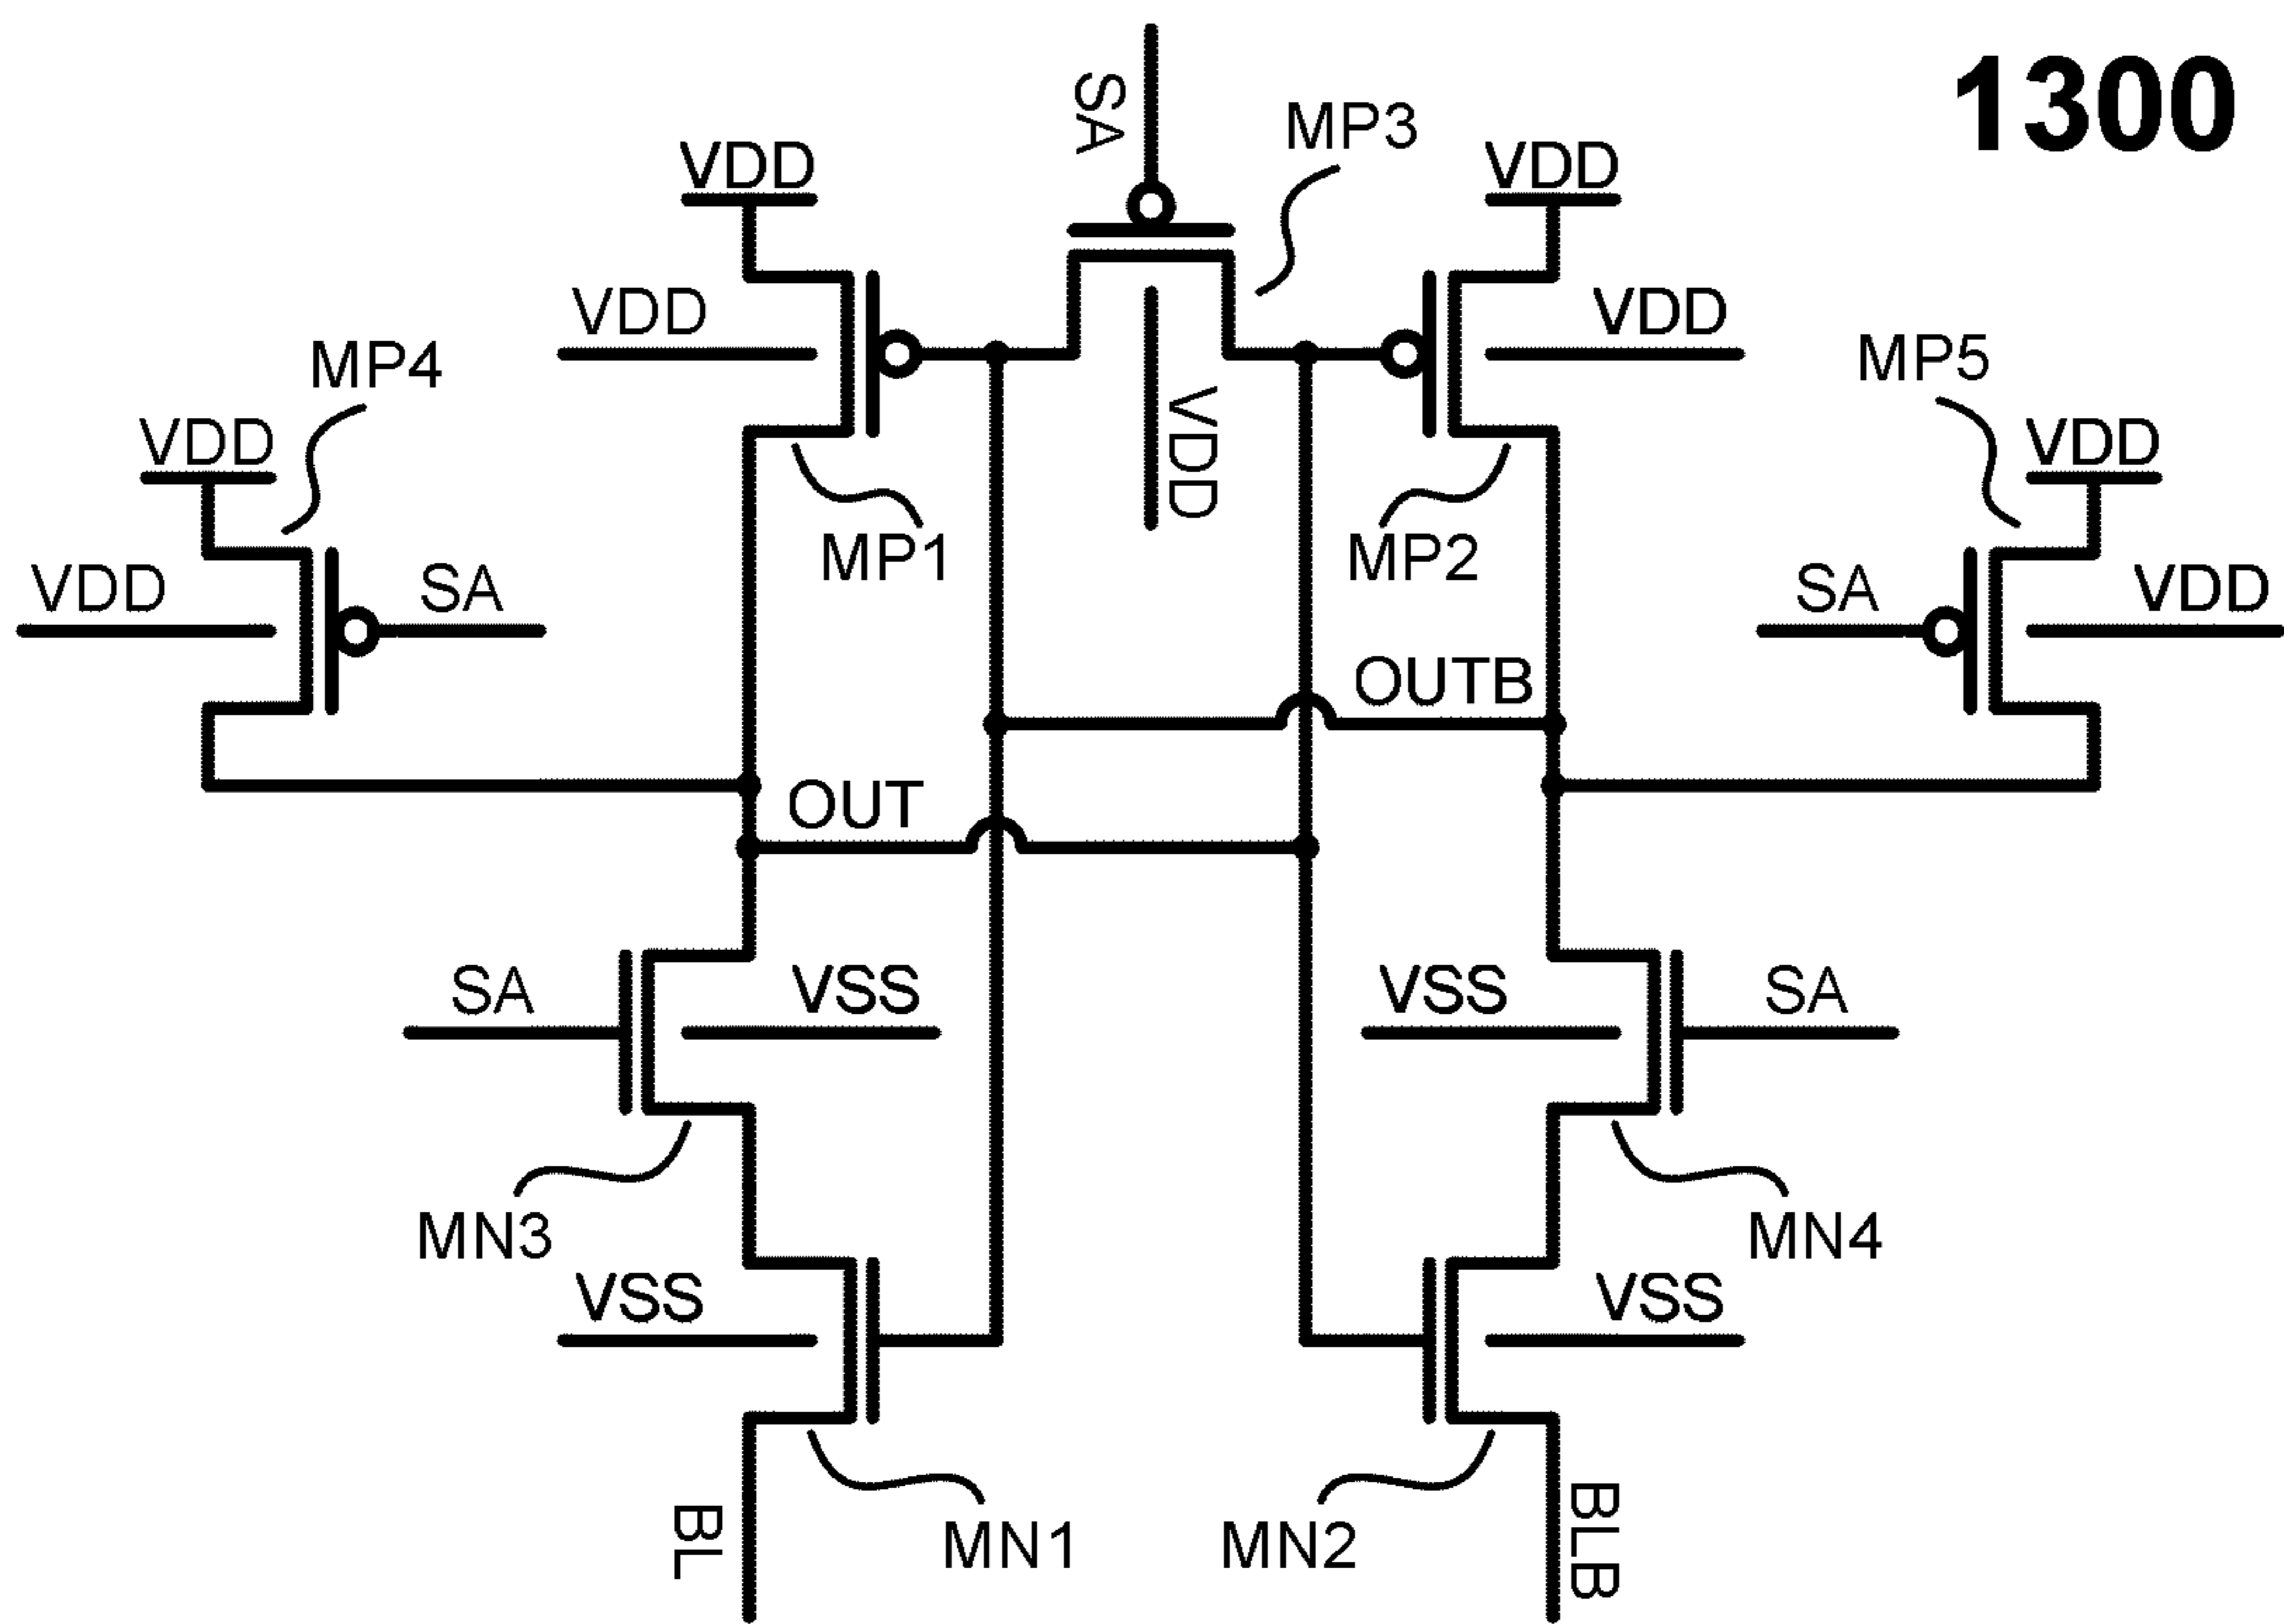 1300
SA
MP3
VDD
VDD
VDD
VDD
MP4
MP5
VDD
VDD
VDD
MP1
MP2
VDD
SA
SA
VDD
OUTB
OUT
SA
VSS
VSS
SA
MN3
MN4
VSS
VSS
BL
MN1
MN2
BLB